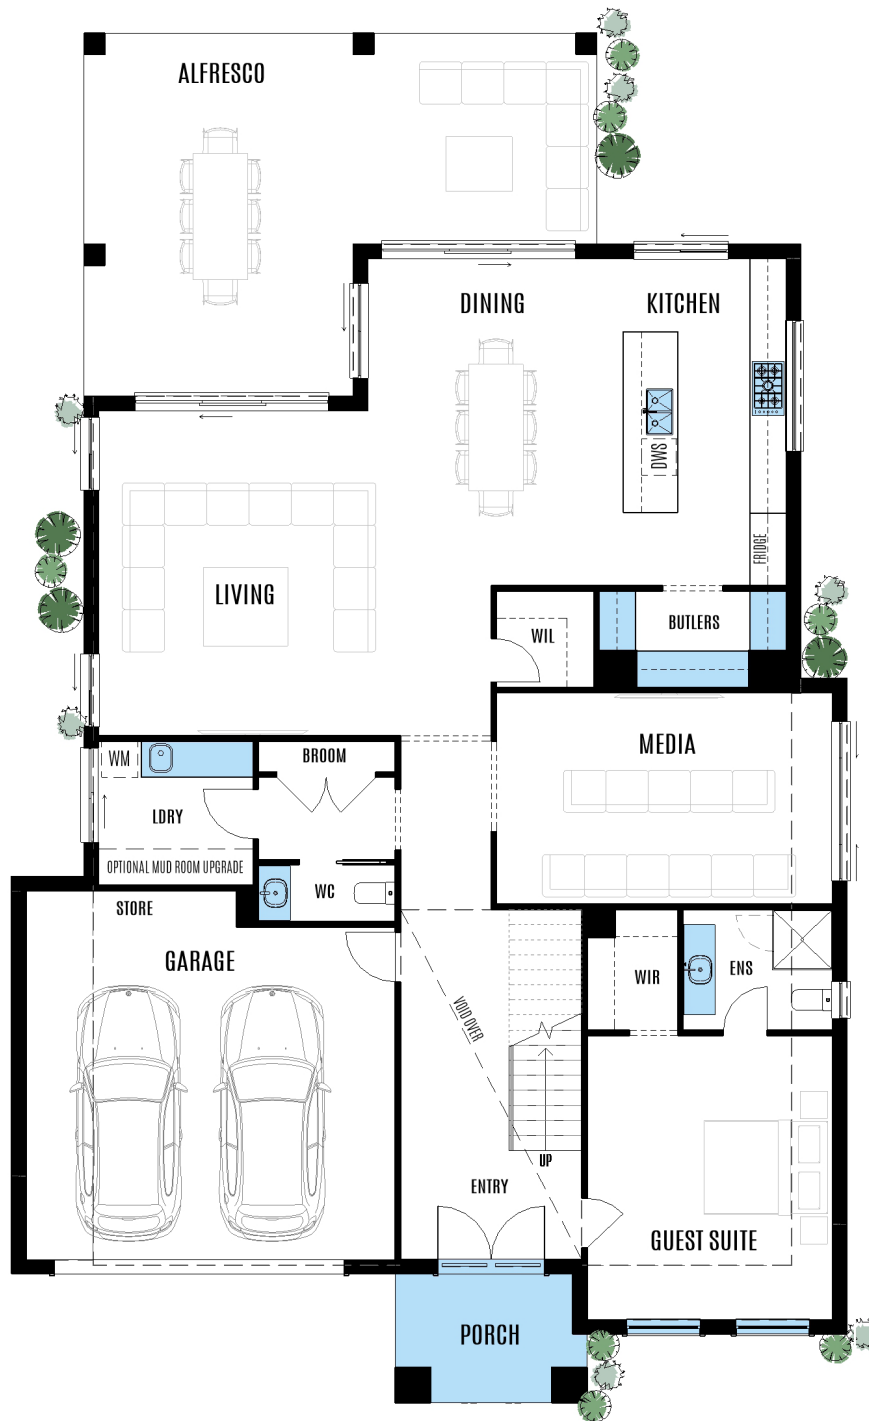 ALFRESCO
DINING
KITCHEN
DWS
FRIDGE
LIVING
WIL
BUTLERS
MEDIA
WM
BROOM
LDRY
OPTIONAL MUD ROOM UPGRADE
WC
STORE
GARAGE
WIR
ENS
VOID OVER
UP
ENTRY
GUEST SUITE
PORCH